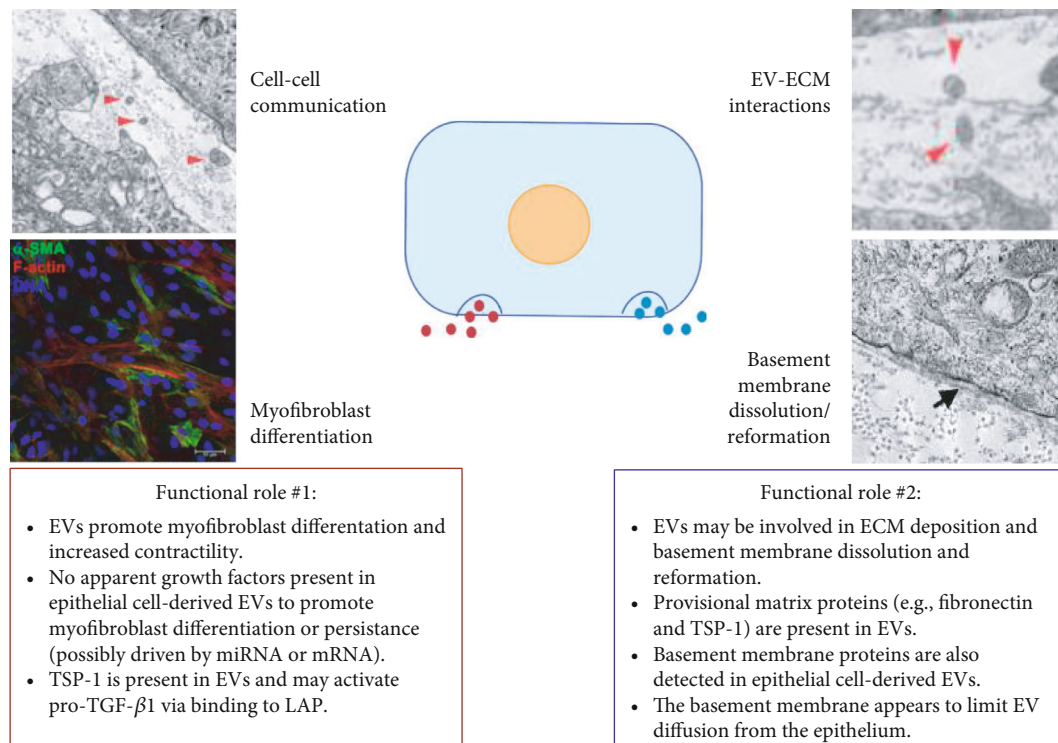 Cell-cell
communication
EV-ECM
interactions
α-SMA
F-actin
DNA
Myofibroblast
differentiation
Basement
membrane
dissolution/
reformation
Functional role #1:
• EVs promote myofibroblast differentation and
increased contractility.
• No apparent growth factors present in
epithelial cell-derived EVs to promote
myofibroblast differentiation or persistance
(possibly driven by miRNA or mRNA).
• TSP-1 is present in EVs and may activate
pro-TGF-β1 via binding to LAP.
Functional role #2:
• EVs may be involved in ECM deposition and
basement membrane dissolution and
reformation.
• Provisional matrix proteins (e.g., fibronectin
and TSP-1) are present in EVs.
• Basement membrane proteins are also
detected in epithelial cell-derived EVs.
• The basement membrane appears to limit EV
diffusion from the epithelium.